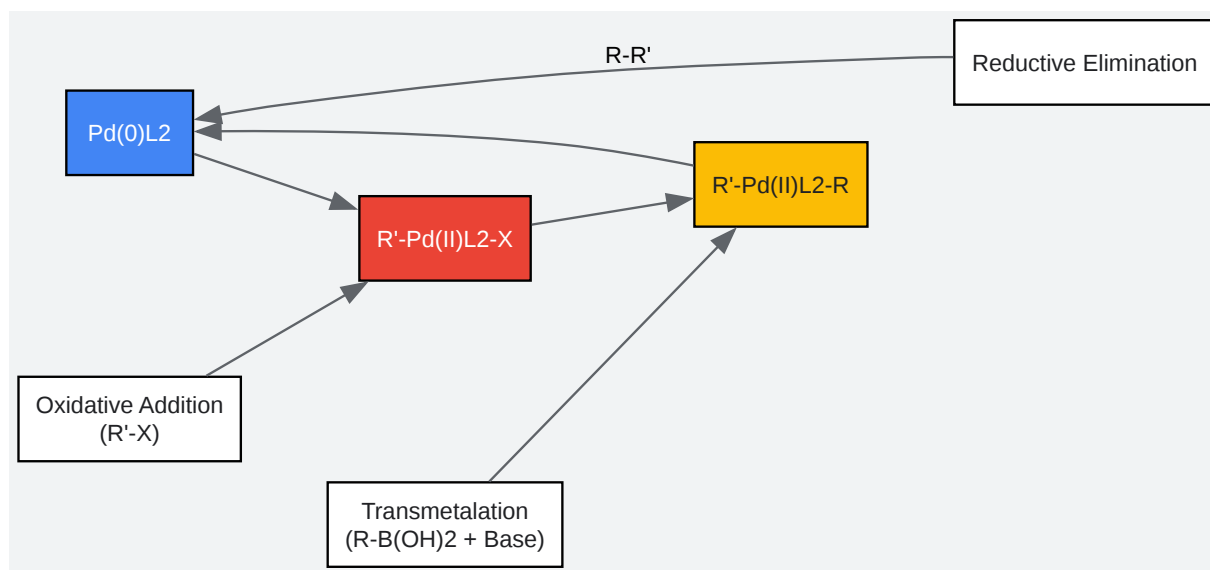 R-R'
Reductive Elimination
Pd(0)L2
R'-Pd(II)L2-R
R'-Pd(II)L2-X
Oxidative Addition
(R'-X)
Transmetalation
(R-B(OH)2 + Base)